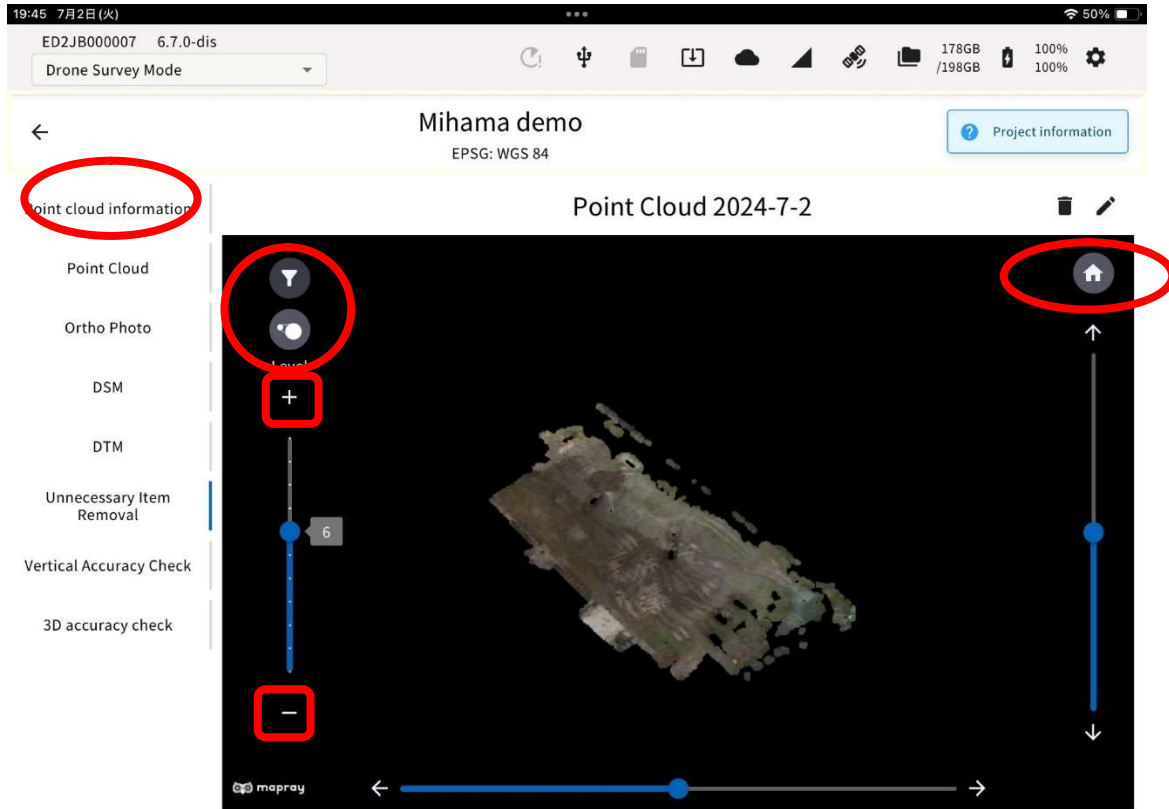 19:45 7月2日(火)
50%
ED2JB000007 6.7.0-dis
Drone Survey Mode
178GB
/198GB
100%
100%
Mihama demo
EPSG: WGS 84
Project information
Point cloud information
Point Cloud 2024-7-2
Point Cloud
Ortho Photo
DSM
DTM
Unnecessary Item
Removal
Vertical Accuracy Check
3D accuracy check
Level
+
6
−
mapray